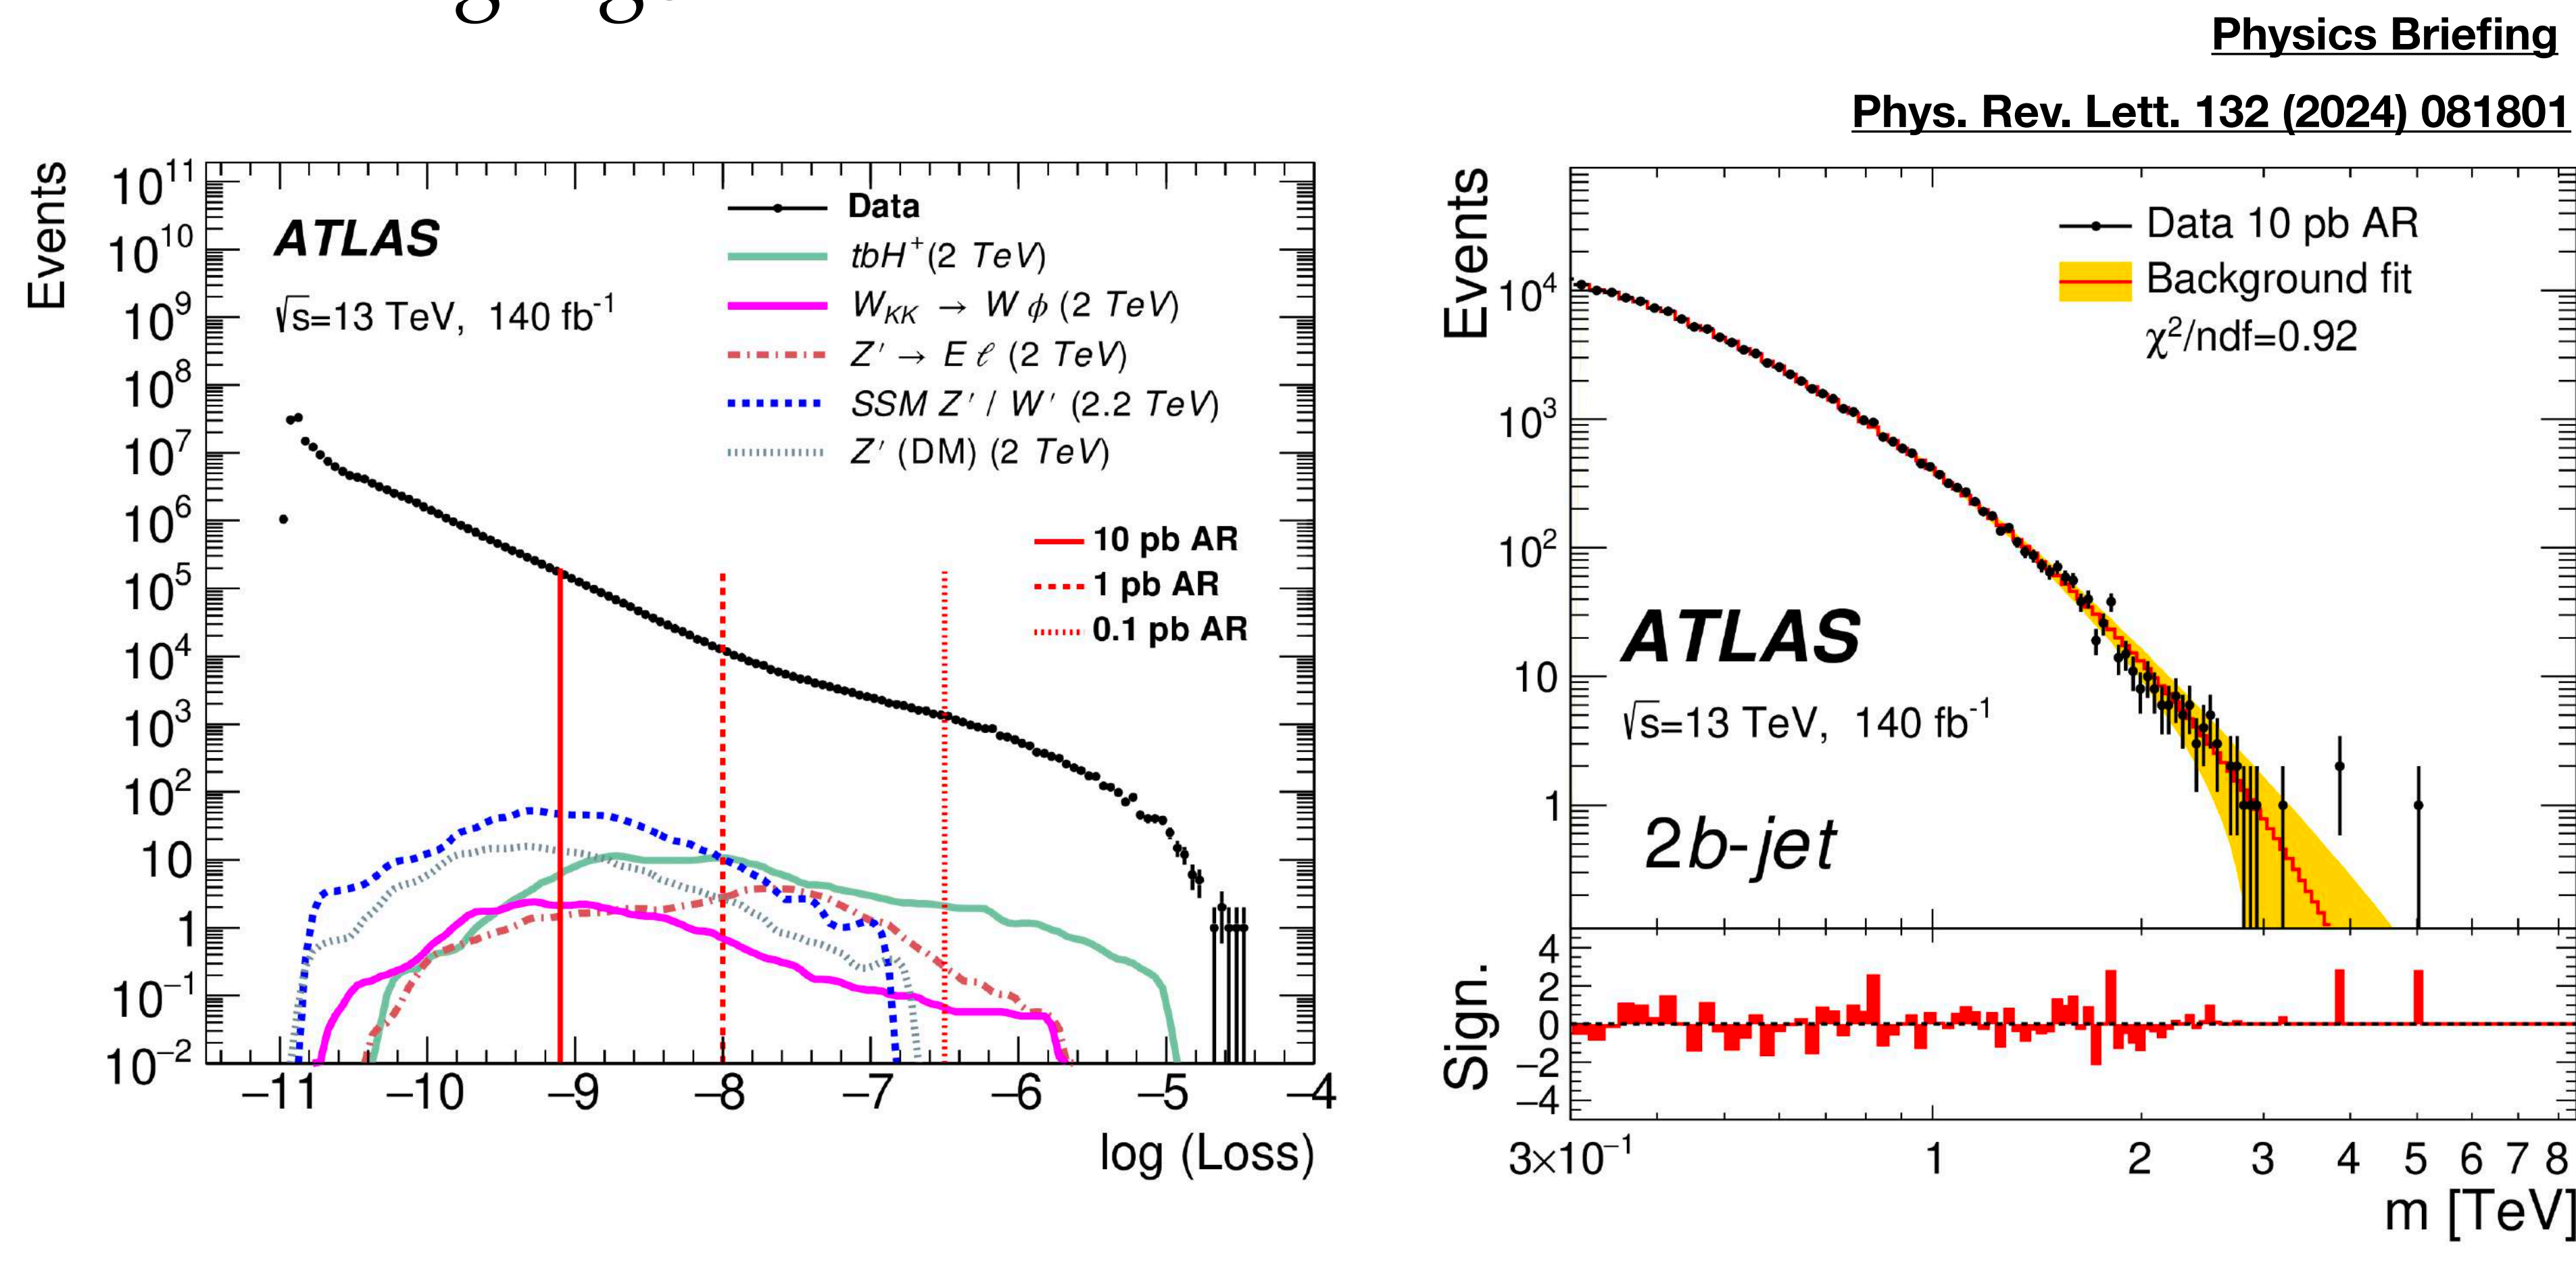 Physics Briefing
Phys. Rev. Lett. 132 (2024) 081801
Events
10¹¹
10¹⁰
10⁹
10⁸
10⁷
10⁶
10⁵
10⁴
10³
10²
10
1
10⁻¹
10⁻²
ATLAS
√s=13 TeV, 140 fb⁻¹
Data
tbH⁺(2 TeV)
W_KK → W ϕ (2 TeV)
Z′ → E ℓ (2 TeV)
SSM Z′ / W′ (2.2 TeV)
Z′ (DM) (2 TeV)
10 pb AR
1 pb AR
0.1 pb AR
−11 −10 −9 −8 −7 −6 −5 −4
log (Loss)
Events
10⁴
10³
10²
10
1
Data 10 pb AR
Background fit
χ²/ndf=0.92
ATLAS
√s=13 TeV, 140 fb⁻¹
2b-jet
Sign.
4
2
0
−2
−4
3×10⁻¹ 1 2 3 4 5 6 7 8
m [TeV]